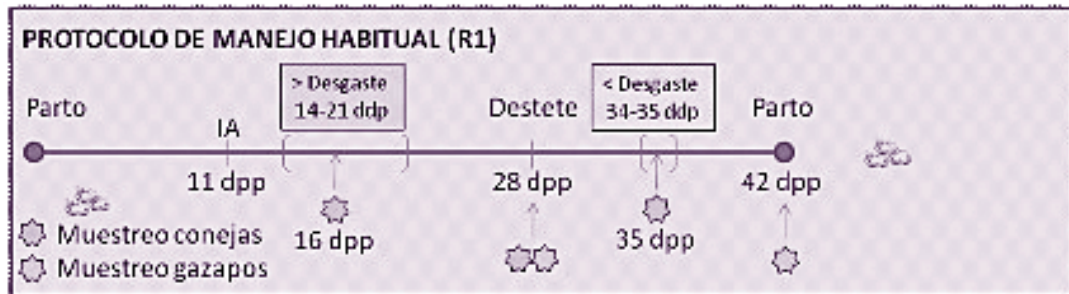 PROTOCOLO DE MANEJO HABITUAL (R1)
> Desgaste
14-21 ddp
< Desgaste
34-35 ddp
Parto
IA
Destete
Parto
11 dpp
28 dpp
42 dpp
Muestreo conejas
16 dpp
35 dpp
Muestreo gazapos